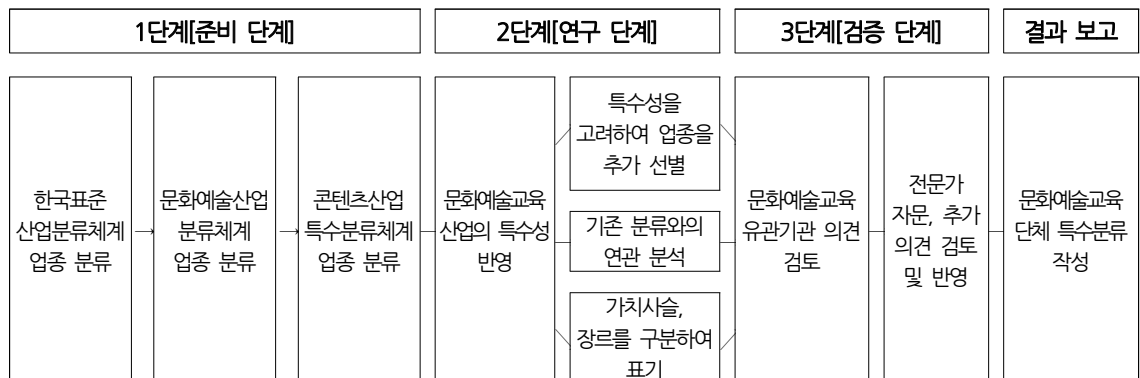 1단계[준비 단계]
2단계[연구 단계]
3단계[검증 단계]
결과 보고
한국표준
산업분류체계
업종 분류
→
문화예술산업
분류체계
업종 분류
→
콘텐츠산업
특수분류체계
업종 분류
문화예술교육
산업의 특수성
반영
특수성을
고려하여 업종을
추가 선별
기존 분류와의
연관 분석
가치사슬,
장르를 구분하여
표기
문화예술교육
유관기관 의견
검토
전문가
자문, 추가
의견 검토
및 반영
문화예술교육
단체 특수분류
작성